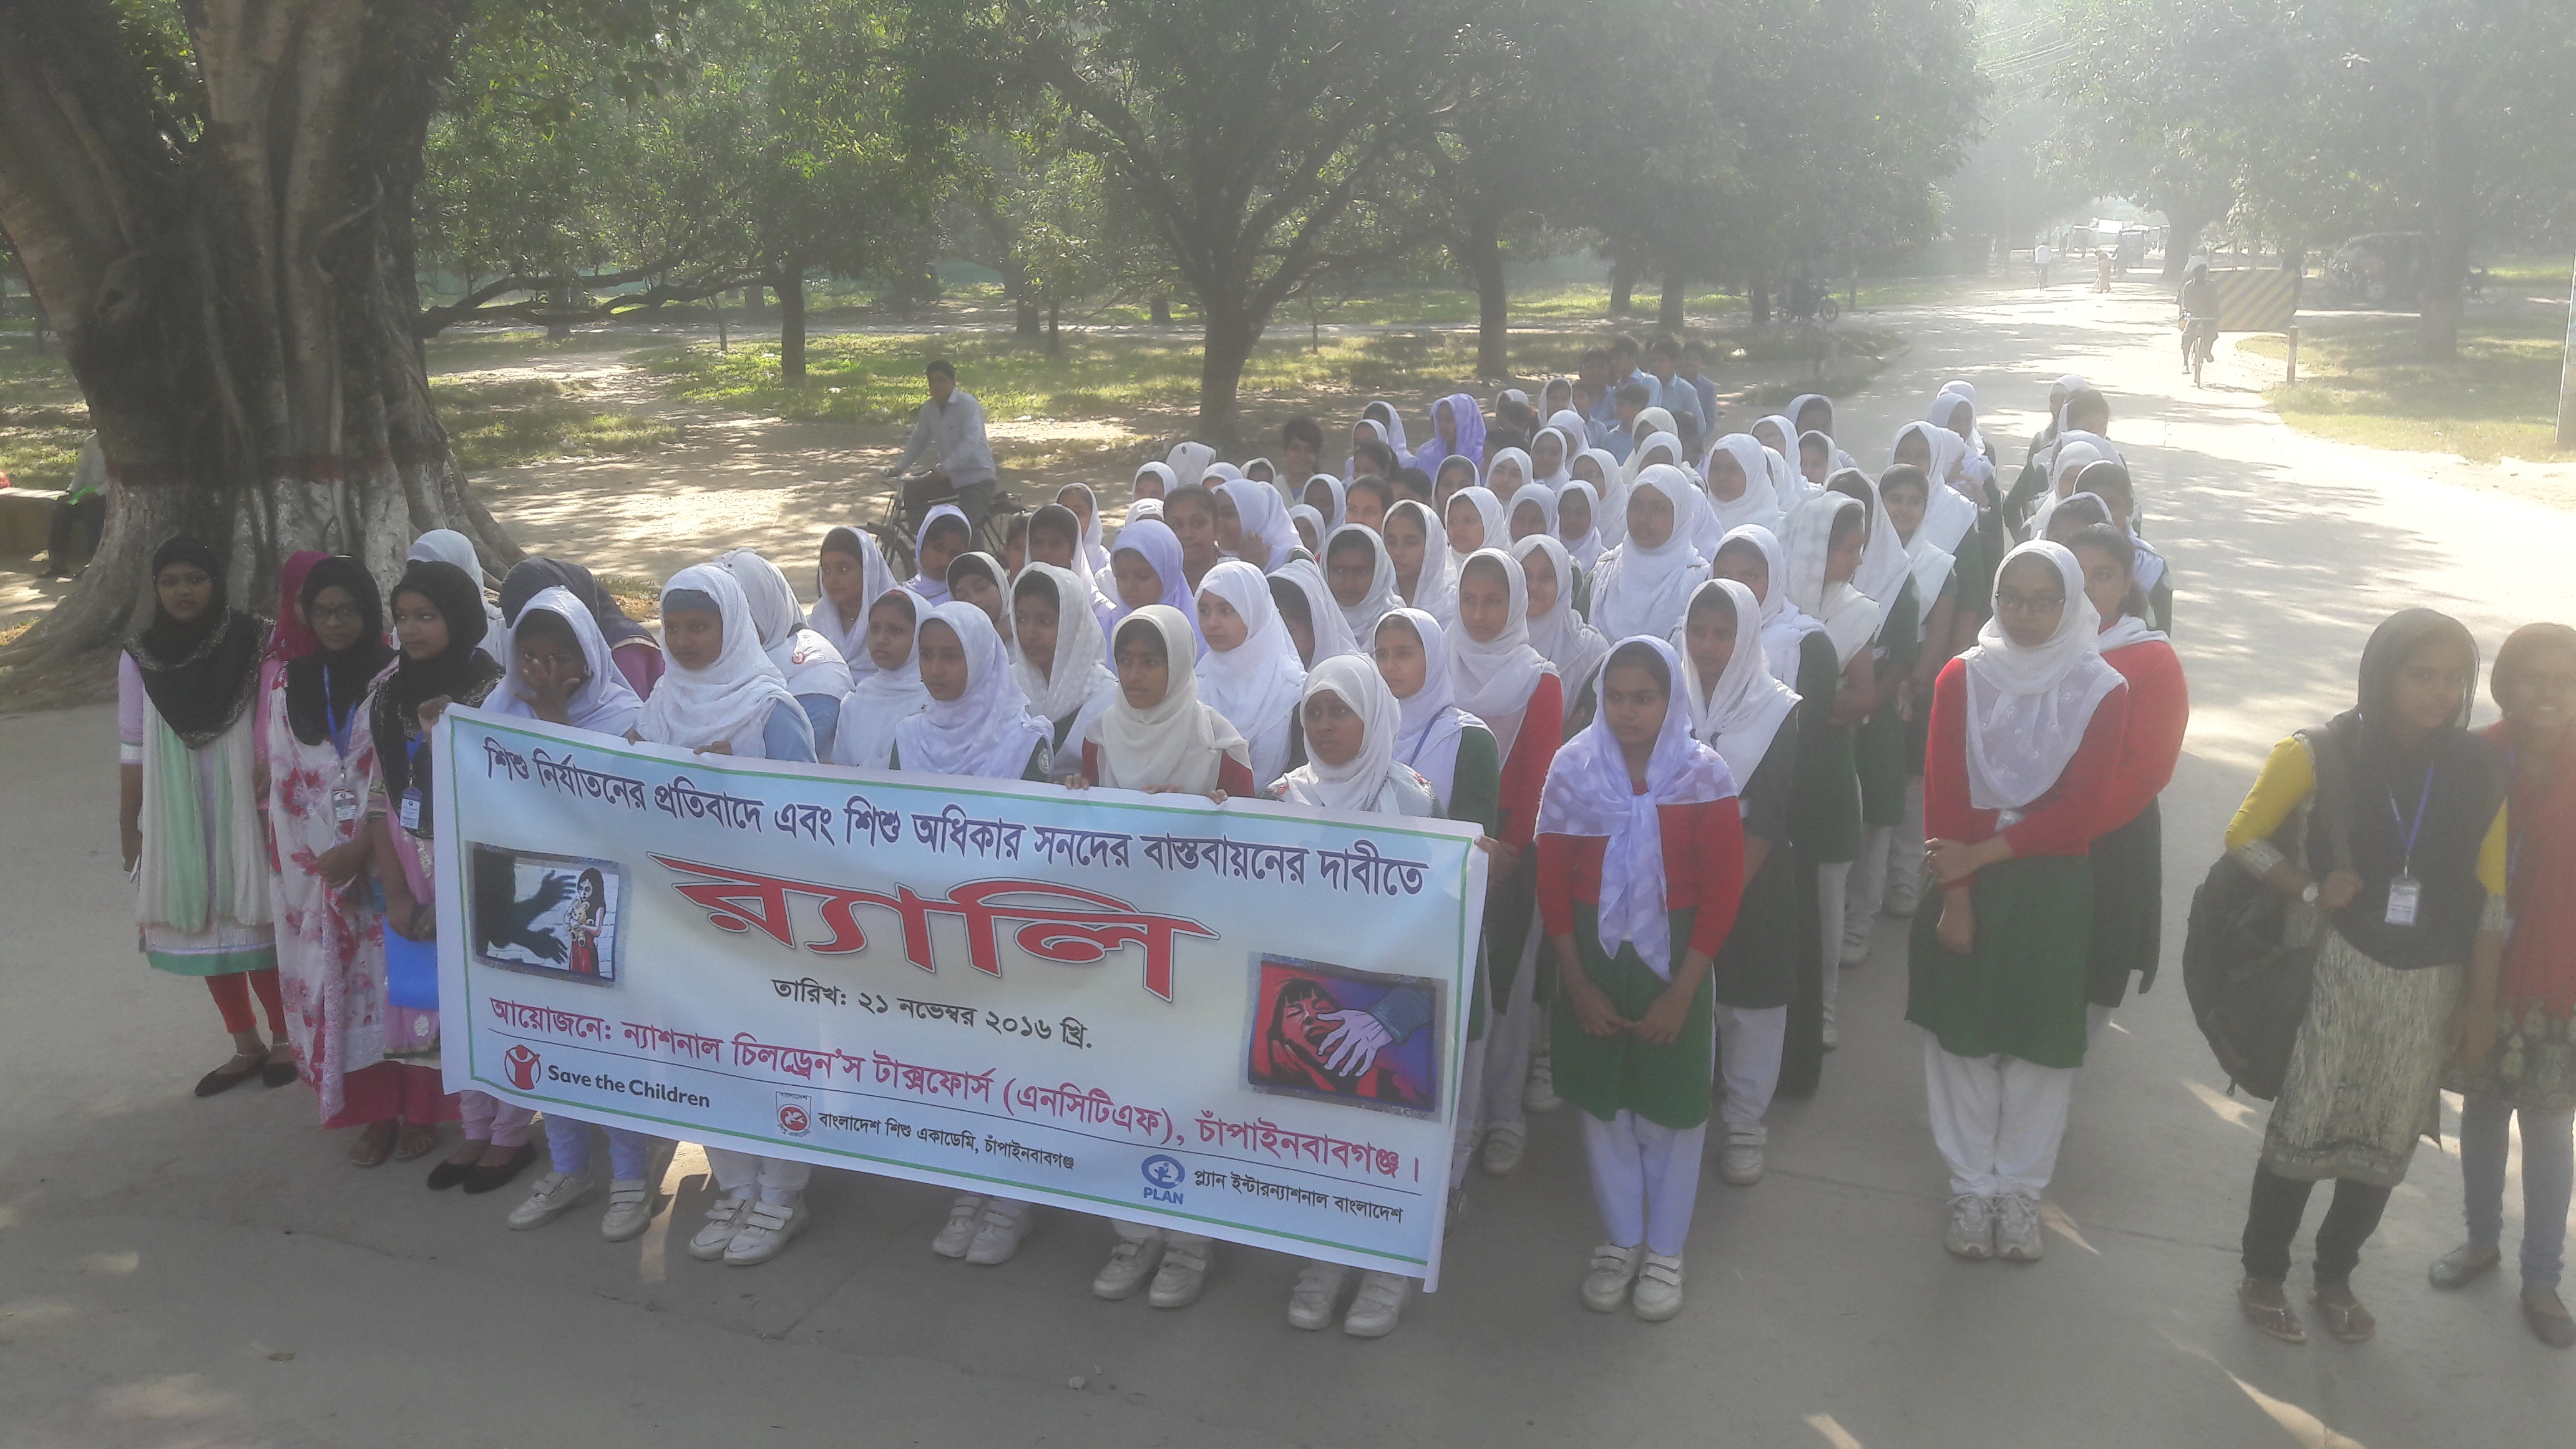 শিশু নির্যাতনের প্রতিবাদে এবং শিশু অধিকার সনদের বাস্তবায়নের দাবীতে
র‍্যালি
তারিখ: ২১ নভেম্বর ২০১৬ খ্রি.
আয়োজনে: ন্যাশনাল চিলড্রেন'স টাক্সফোর্স (এনসিটিএফ), চাঁপাইনবাবগঞ্জ।
Save the Children
বাংলাদেশ শিশু একাডেমি, চাঁপাইনবাবগঞ্জ
PLAN
প্ল্যান ইন্টারন্যাশনাল বাংলাদেশ